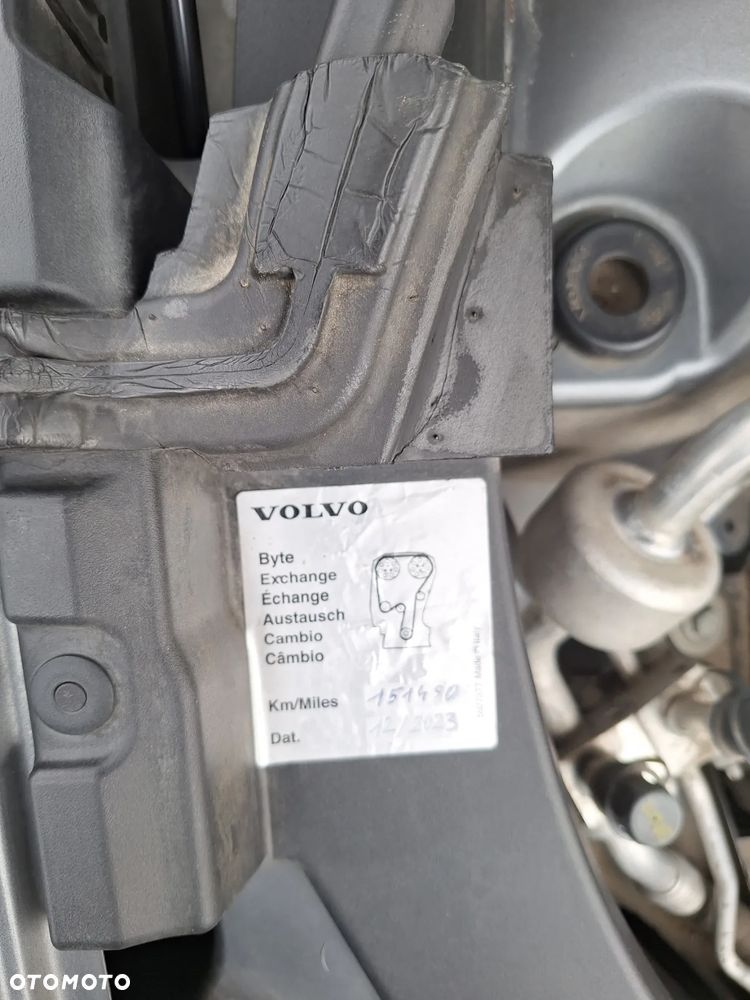 VOLVO
Byte
Exchange
Échange
Austausch
Cambio
Câmbio
Km/Miles 151490
Dat. 12/2023
OTOMOTO